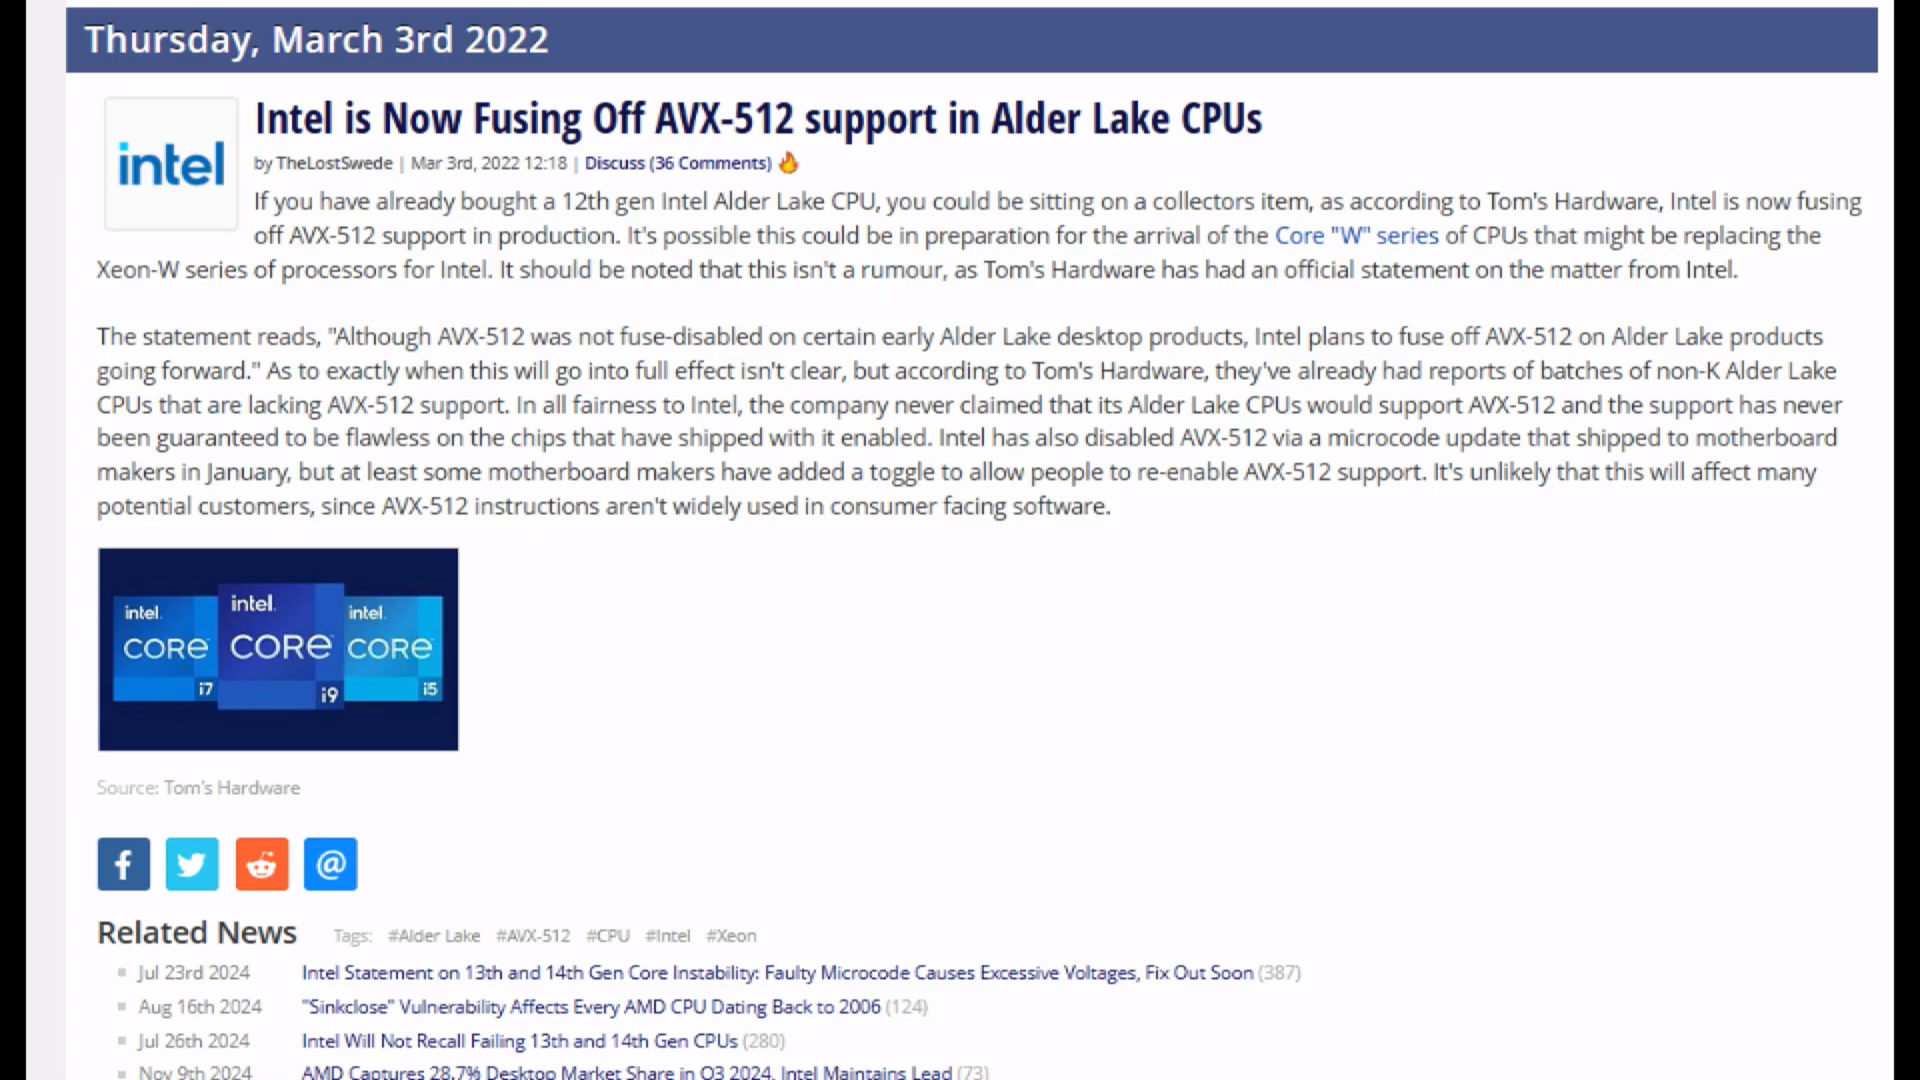 Thursday, March 3rd 2022
intel
Intel is Now Fusing Off AVX-512 support in Alder Lake CPUs
by TheLostSwede | Mar 3rd, 2022 12:18 | Discuss (36 Comments)
If you have already bought a 12th gen Intel Alder Lake CPU, you could be sitting on a collectors item, as according to Tom's Hardware, Intel is now fusing
off AVX-512 support in production. It's possible this could be in preparation for the arrival of the Core "W" series of CPUs that might be replacing the
Xeon-W series of processors for Intel. It should be noted that this isn't a rumour, as Tom's Hardware has had an official statement on the matter from Intel.
The statement reads, "Although AVX-512 was not fuse-disabled on certain early Alder Lake desktop products, Intel plans to fuse off AVX-512 on Alder Lake products
going forward." As to exactly when this will go into full effect isn't clear, but according to Tom's Hardware, they've already had reports of batches of non-K Alder Lake
CPUs that are lacking AVX-512 support. In all fairness to Intel, the company never claimed that its Alder Lake CPUs would support AVX-512 and the support has never
been guaranteed to be flawless on the chips that have shipped with it enabled. Intel has also disabled AVX-512 via a microcode update that shipped to motherboard
makers in January, but at least some motherboard makers have added a toggle to allow people to re-enable AVX-512 support. It's unlikely that this will affect many
potential customers, since AVX-512 instructions aren't widely used in consumer facing software.
intel. intel. intel.
CORe CORe CORe
i7 i9 i5
Source: Tom's Hardware
Related News Tags: #Alder Lake #AVX-512 #CPU #Intel #Xeon
Jul 23rd 2024 Intel Statement on 13th and 14th Gen Core Instability: Faulty Microcode Causes Excessive Voltages, Fix Out Soon (387)
Aug 16th 2024 "Sinkclose" Vulnerability Affects Every AMD CPU Dating Back to 2006 (124)
Jul 26th 2024 Intel Will Not Recall Failing 13th and 14th Gen CPUs (280)
Nov 9th 2024 AMD Captures 28.7% Desktop Market Share in Q3 2024, Intel Maintains Lead (73)